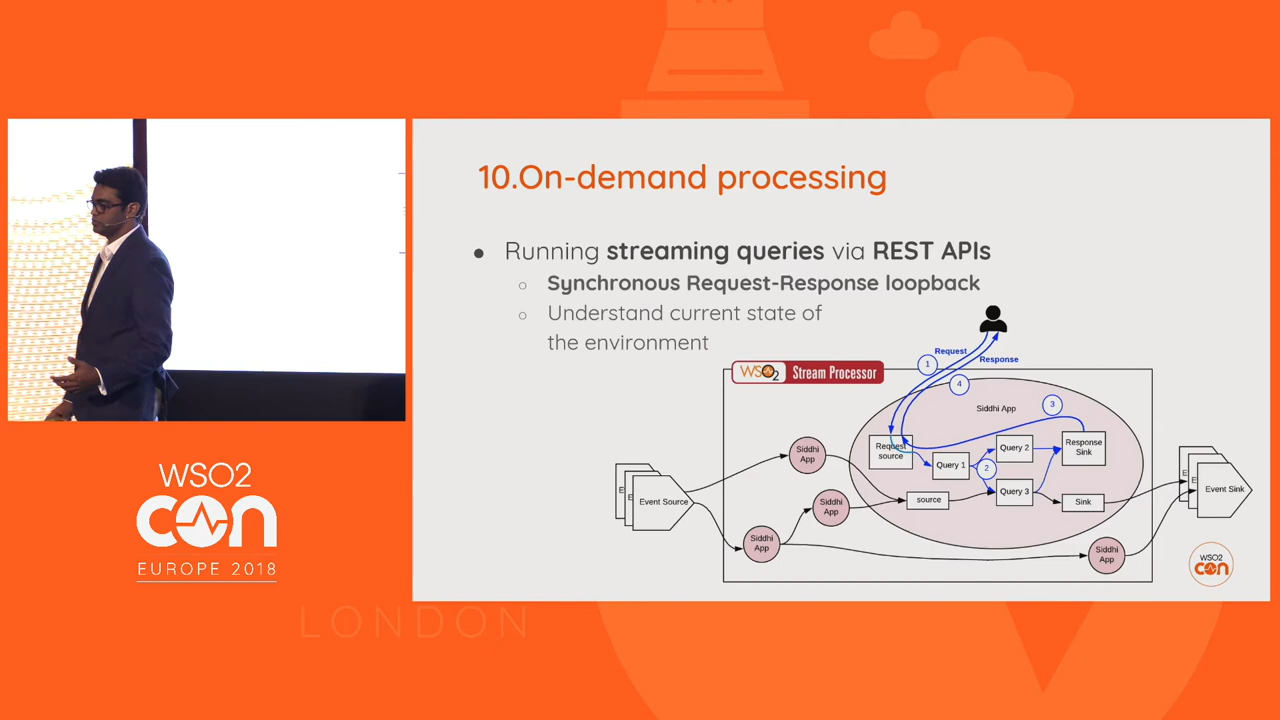 10.On-demand processing
● Running streaming queries via REST APIs
○ Synchronous Request-Response loopback
○ Understand current state of
the environment
Request
Response
1
WSO2 Stream Processor
4
Siddhi App
3
Request
source
Query 1
2
Query 2
Response
Sink
Siddhi
App
E
E
Event Source
source
Query 3
Sink
E
E
Event Sink
Siddhi
App
Siddhi
App
Siddhi
App
WSO2
CON
WSO2
CON
EUROPE 2018
LONDON